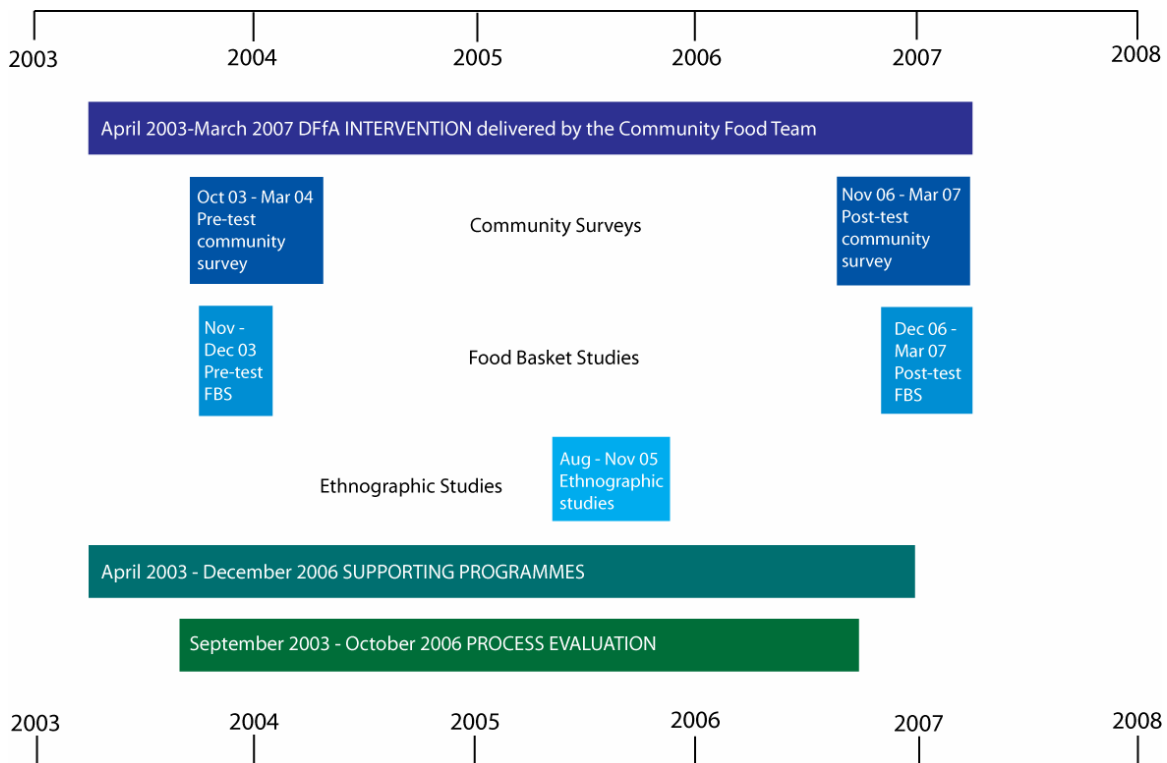 2003 2004 2005 2006 2007 2008
April 2003-March 2007 DFfA INTERVENTION delivered by the Community Food Team
Oct 03 - Mar 04
Pre-test
community
survey
Community Surveys
Nov 06 - Mar 07
Post-test
community
survey
Nov -
Dec 03
Pre-test
FBS
Food Basket Studies
Dec 06 -
Mar 07
Post-test
FBS
Ethnographic Studies
Aug - Nov 05
Ethnographic
studies
April 2003 - December 2006 SUPPORTING PROGRAMMES
September 2003 - October 2006 PROCESS EVALUATION
2003 2004 2005 2006 2007 2008